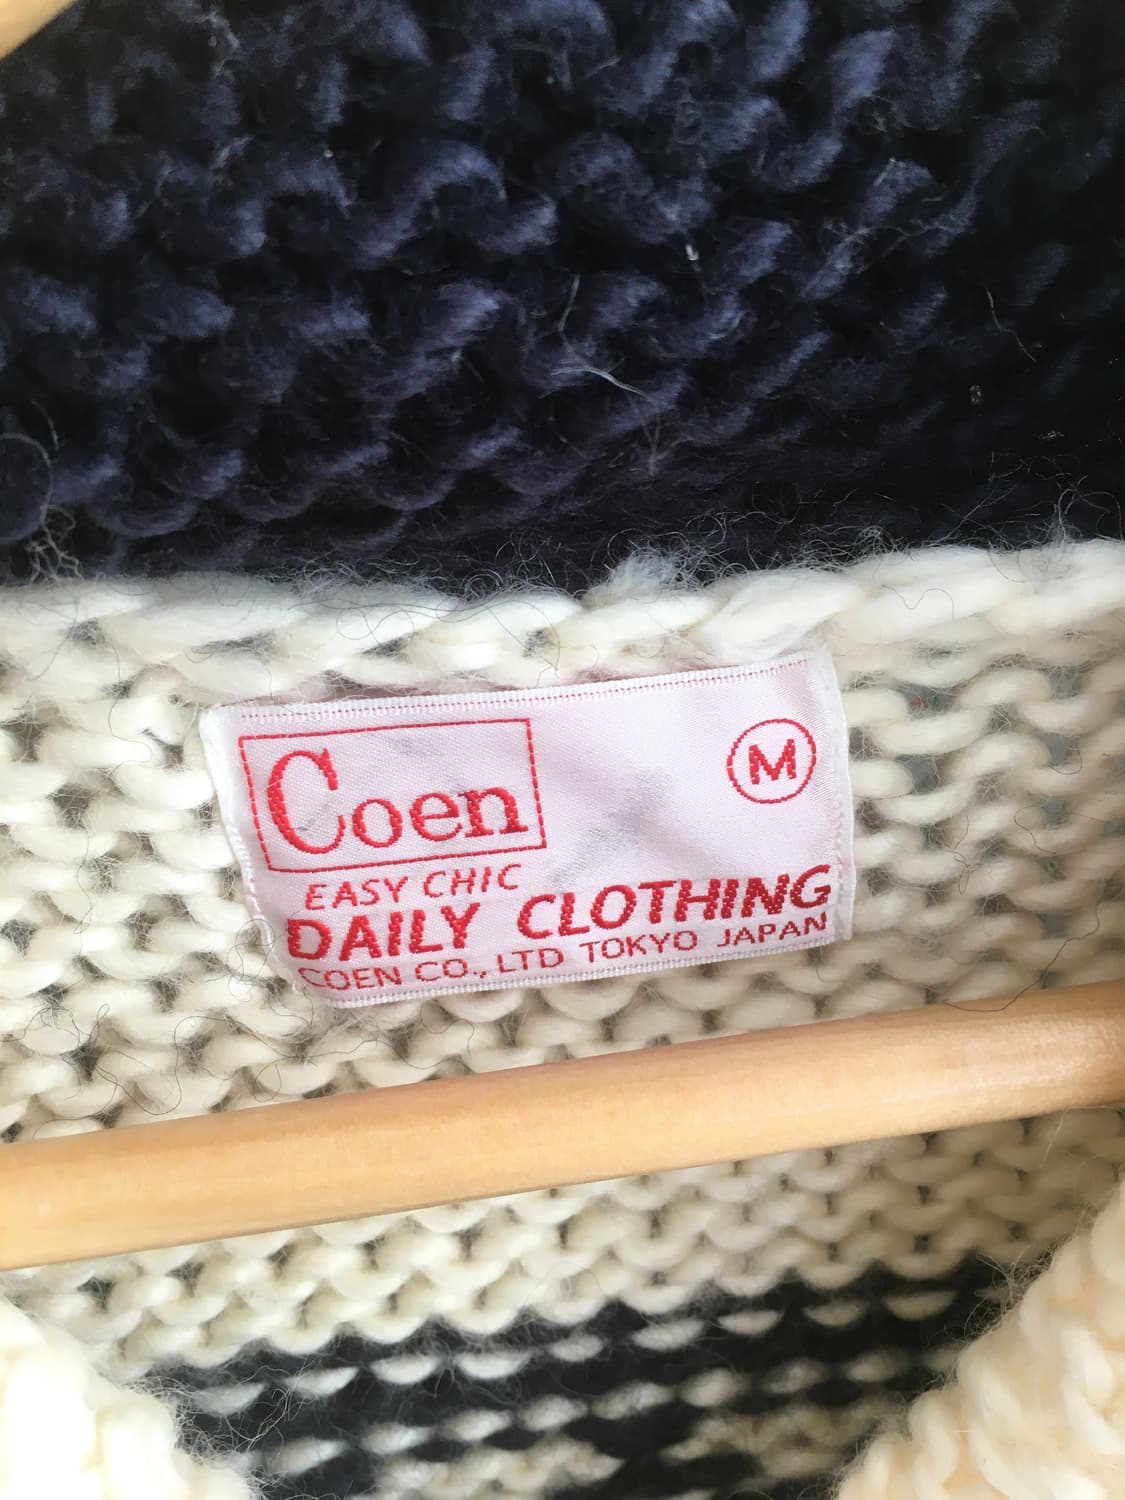 Coen
M
EASY CHIC
DAILY CLOTHING
COEN CO., LTD TOKYO JAPAN